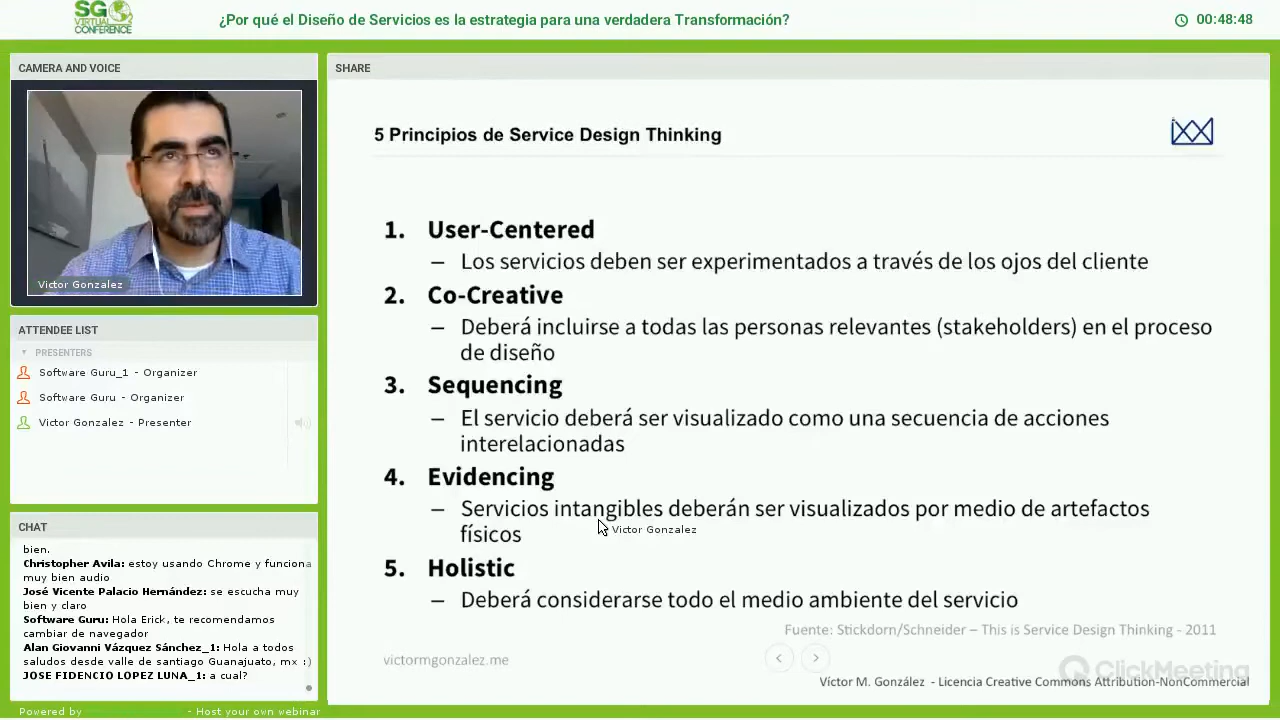 SG
VIRTUAL
CONFERENCE
¿Por qué el Diseño de Servicios es la estrategia para una verdadera Transformación?
00:48:48
CAMERA AND VOICE
Victor Gonzalez
ATTENDEE LIST
PRESENTERS
Software Guru_1 - Organizer
Software Guru - Organizer
Victor Gonzalez - Presenter
CHAT
bien.
Christopher Avila: estoy usando Chrome y funciona
muy bien audio
José Vicente Palacio Hernández: se escucha muy
bien y claro
Software Guru: Hola Erick, te recomendamos
cambiar de navegador
Alan Giovanni Vázquez Sánchez_1: Hola a todos
saludos desde valle de santiago Guanajuato, mx :)
JOSE FIDENCIO LOPEZ LUNA_1: a cual?
Powered by - Host your own webinar
SHARE
5 Principios de Service Design Thinking
1. User-Centered
– Los servicios deben ser experimentados a través de los ojos del cliente
2. Co-Creative
– Deberá incluirse a todas las personas relevantes (stakeholders) en el proceso
de diseño
3. Sequencing
– El servicio deberá ser visualizado como una secuencia de acciones
interelacionadas
4. Evidencing
– Servicios intangibles deberán ser visualizados por medio de artefactos
físicos
Victor Gonzalez
5. Holistic
– Deberá considerarse todo el medio ambiente del servicio
Fuente: Stickdorn/Schneider – This is Service Design Thinking - 2011
victormgonzalez.me
ClickMeeting
Víctor M. González - Licencia Creative Commons Attribution-NonCommercial